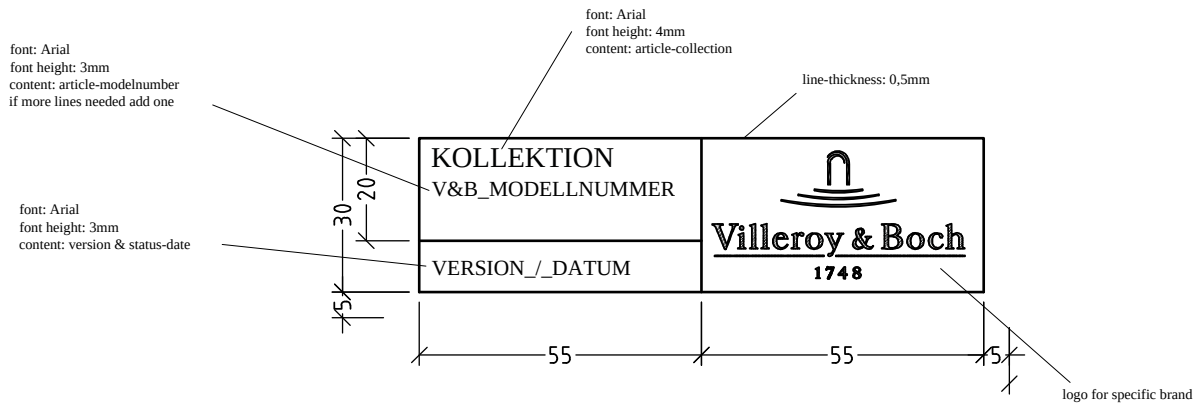 font: Arial
font height: 4mm
content: article-collection
font: Arial
font height: 3mm
content: article-modelnumber
if more lines needed add one
line-thickness: 0,5mm
KOLLEKTION
V&B_MODELLNUMMER
20
30
font: Arial
font height: 3mm
content: version & status-date
VERSION_/_DATUM
Villeroy & Boch
1748
5
55
55
5
logo for specific brand